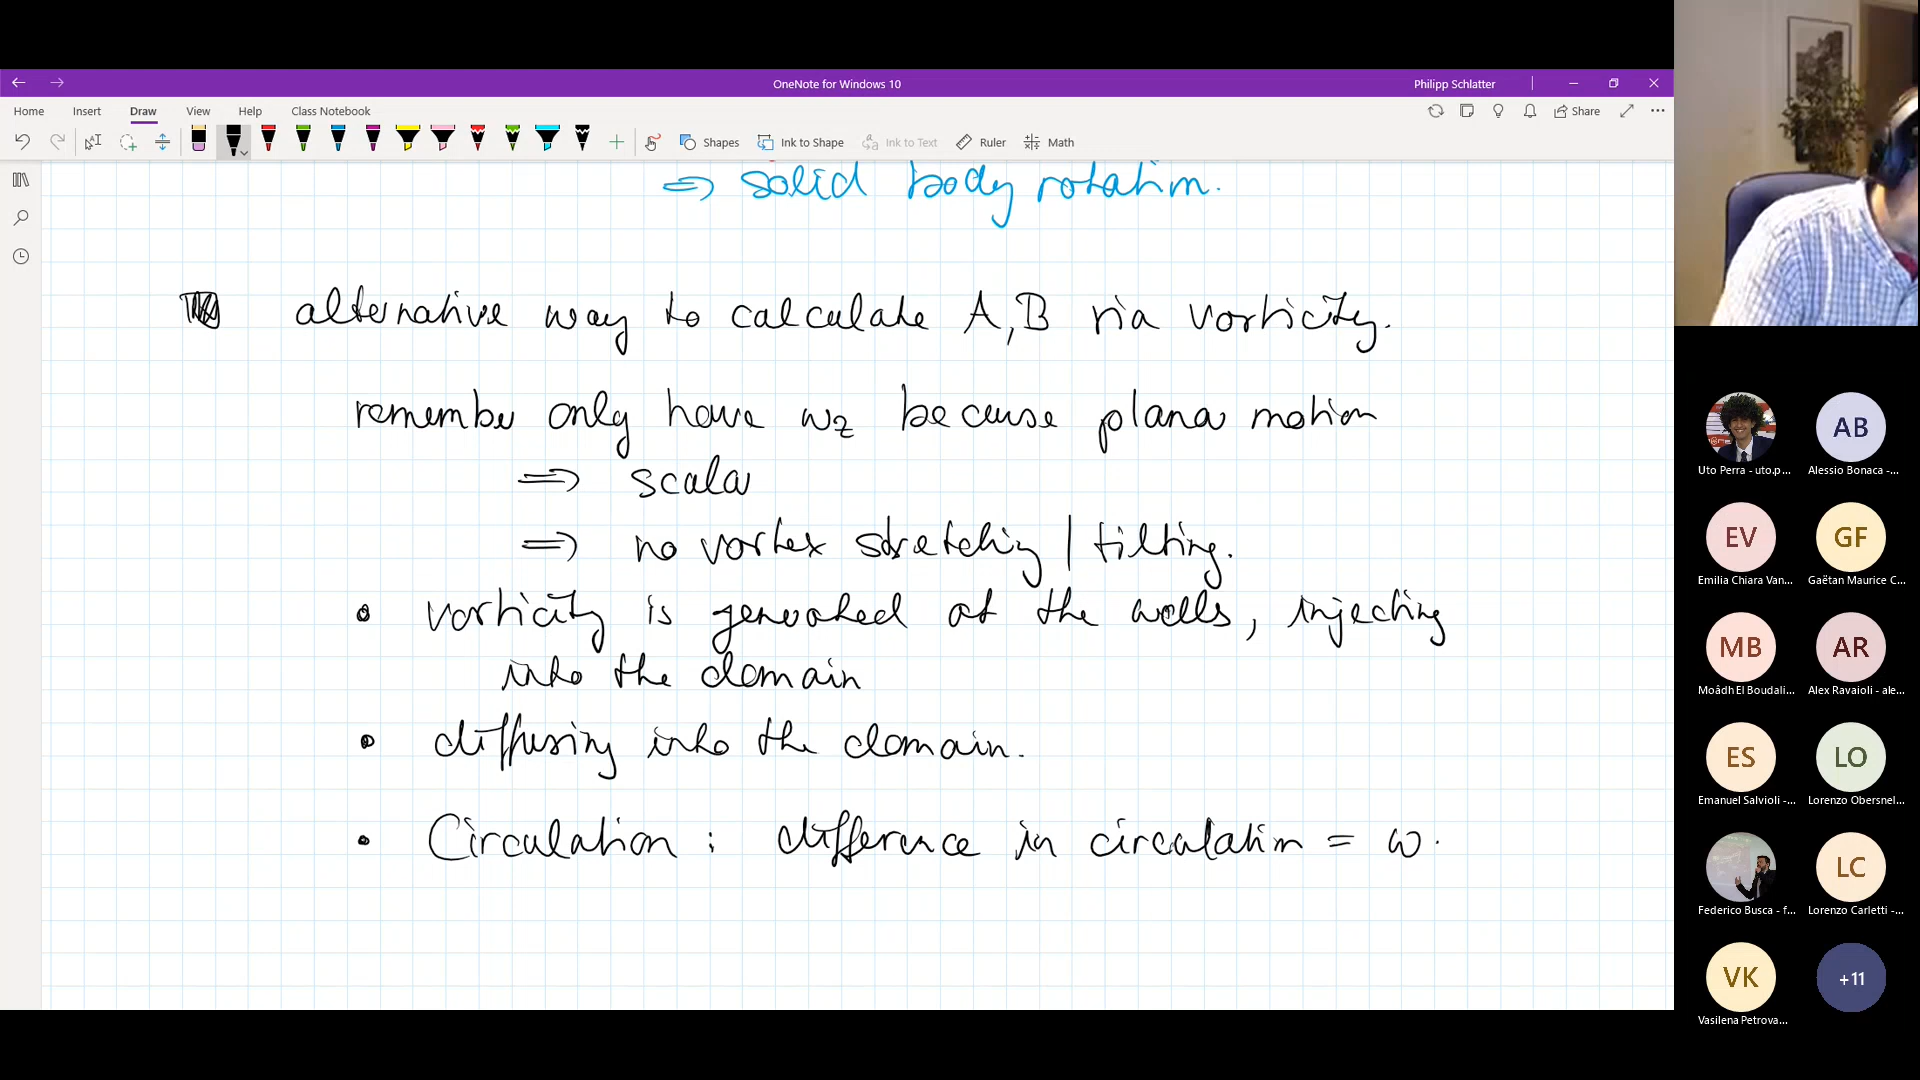 OneNote for Windows 10
Philipp Schlatter
Home Insert Draw View Help Class Notebook
Share
Shapes Ink to Shape Ink to Text Ruler Math
⇒ solid body rotation.
alternative way to calculate A, B via vorticity.
remember only have ωz because planar motion
⇒ scalar
⇒ no vortex stretching / tilting.
• vorticity is generated at the walls, injecting
into the domain
• diffusing into the domain.
• Circulation : difference in circulation = ω.
Uto Perra - uto.p...
AB
Alessio Bonaca -...
EV
Emilia Chiara Van...
GF
Gaëtan Maurice C...
MB
Moâdh El Boudali...
AR
Alex Ravaioli - ale...
ES
Emanuel Salvioli -...
LO
Lorenzo Obersnel...
Federico Busca - f...
LC
Lorenzo Carletti -...
VK
Vasilena Petrova...
+11